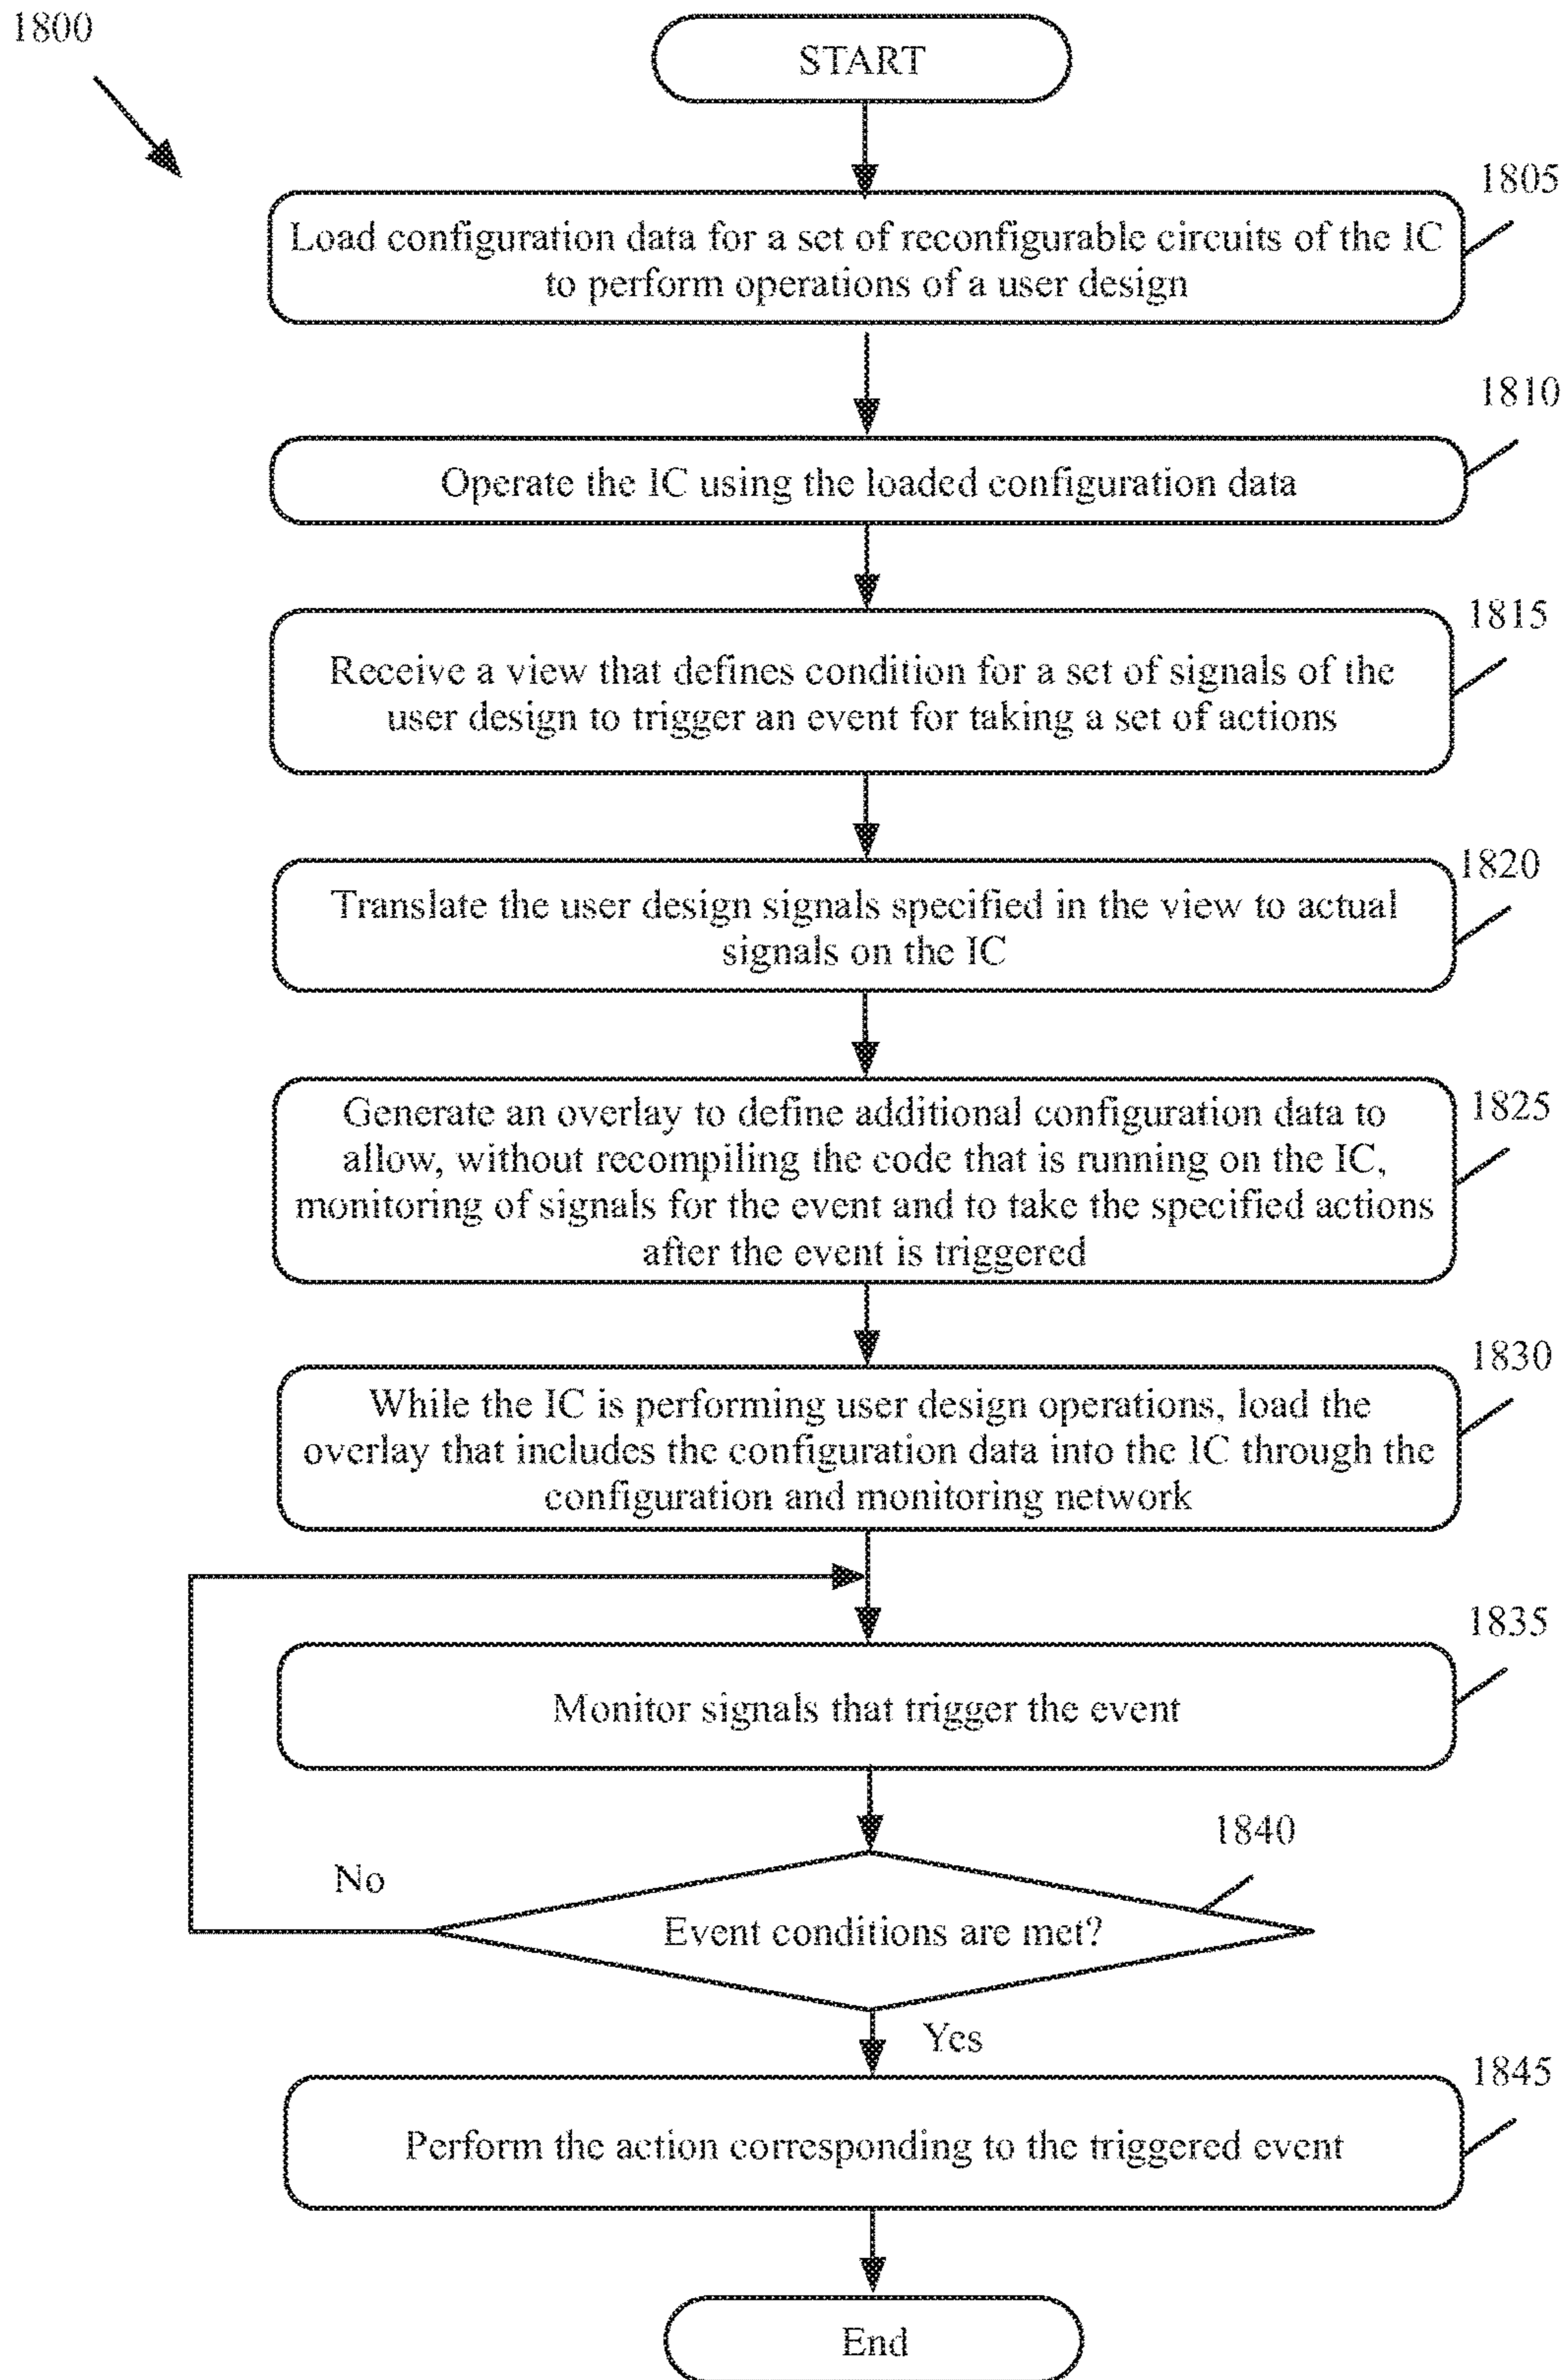 1800
START
1805
Load configuration data for a set of reconfigurable circuits of the IC
to perform operations of a user design
1810
Operate the IC using the loaded configuration data
1815
Receive a view that defines condition for a set of signals of the
user design to trigger an event for taking a set of actions
1820
Translate the user design signals specified in the view to actual
signals on the IC
1825
Generate an overlay to define additional configuration data to
allow, without recompiling the code that is running on the IC,
monitoring of signals for the event and to take the specified actions
after the event is triggered
1830
While the IC is performing user design operations, load the
overlay that includes the configuration data into the IC through the
configuration and monitoring network
1835
Monitor signals that trigger the event
1840
No
Event conditions are met?
Yes
1845
Perform the action corresponding to the triggered event
End